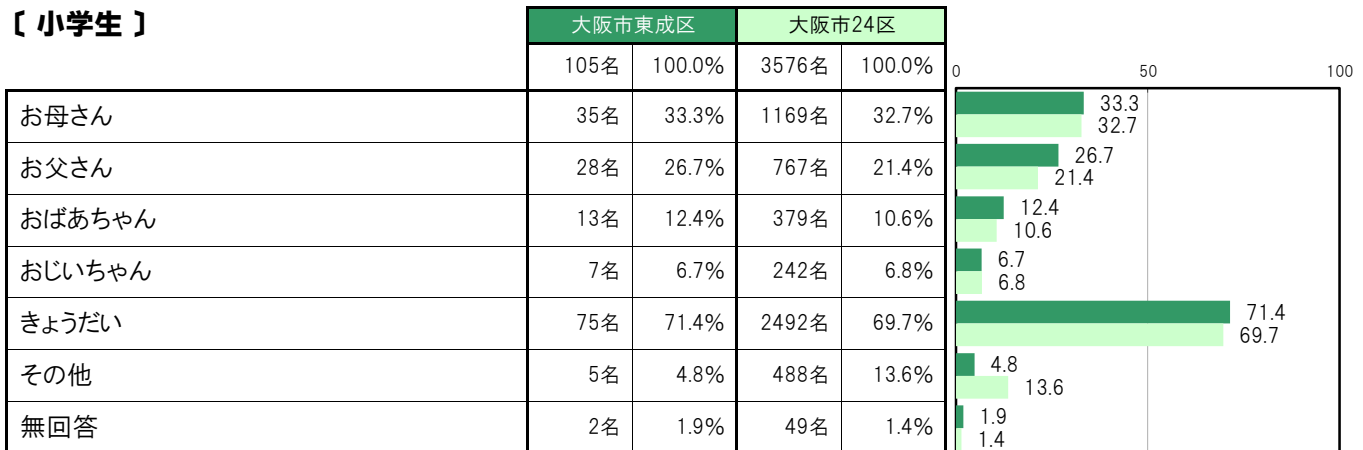 〔 小学生 〕
大阪市東成区 大阪市24区
105名 100.0% 3576名 100.0%
0 50 100
お母さん 35名 33.3% 1169名 32.7%
33.3
32.7
お父さん 28名 26.7% 767名 21.4%
26.7
21.4
おばあちゃん 13名 12.4% 379名 10.6%
12.4
10.6
おじいちゃん 7名 6.7% 242名 6.8%
6.7
6.8
きょうだい 75名 71.4% 2492名 69.7%
71.4
69.7
その他 5名 4.8% 488名 13.6%
4.8
13.6
無回答 2名 1.9% 49名 1.4%
1.9
1.4